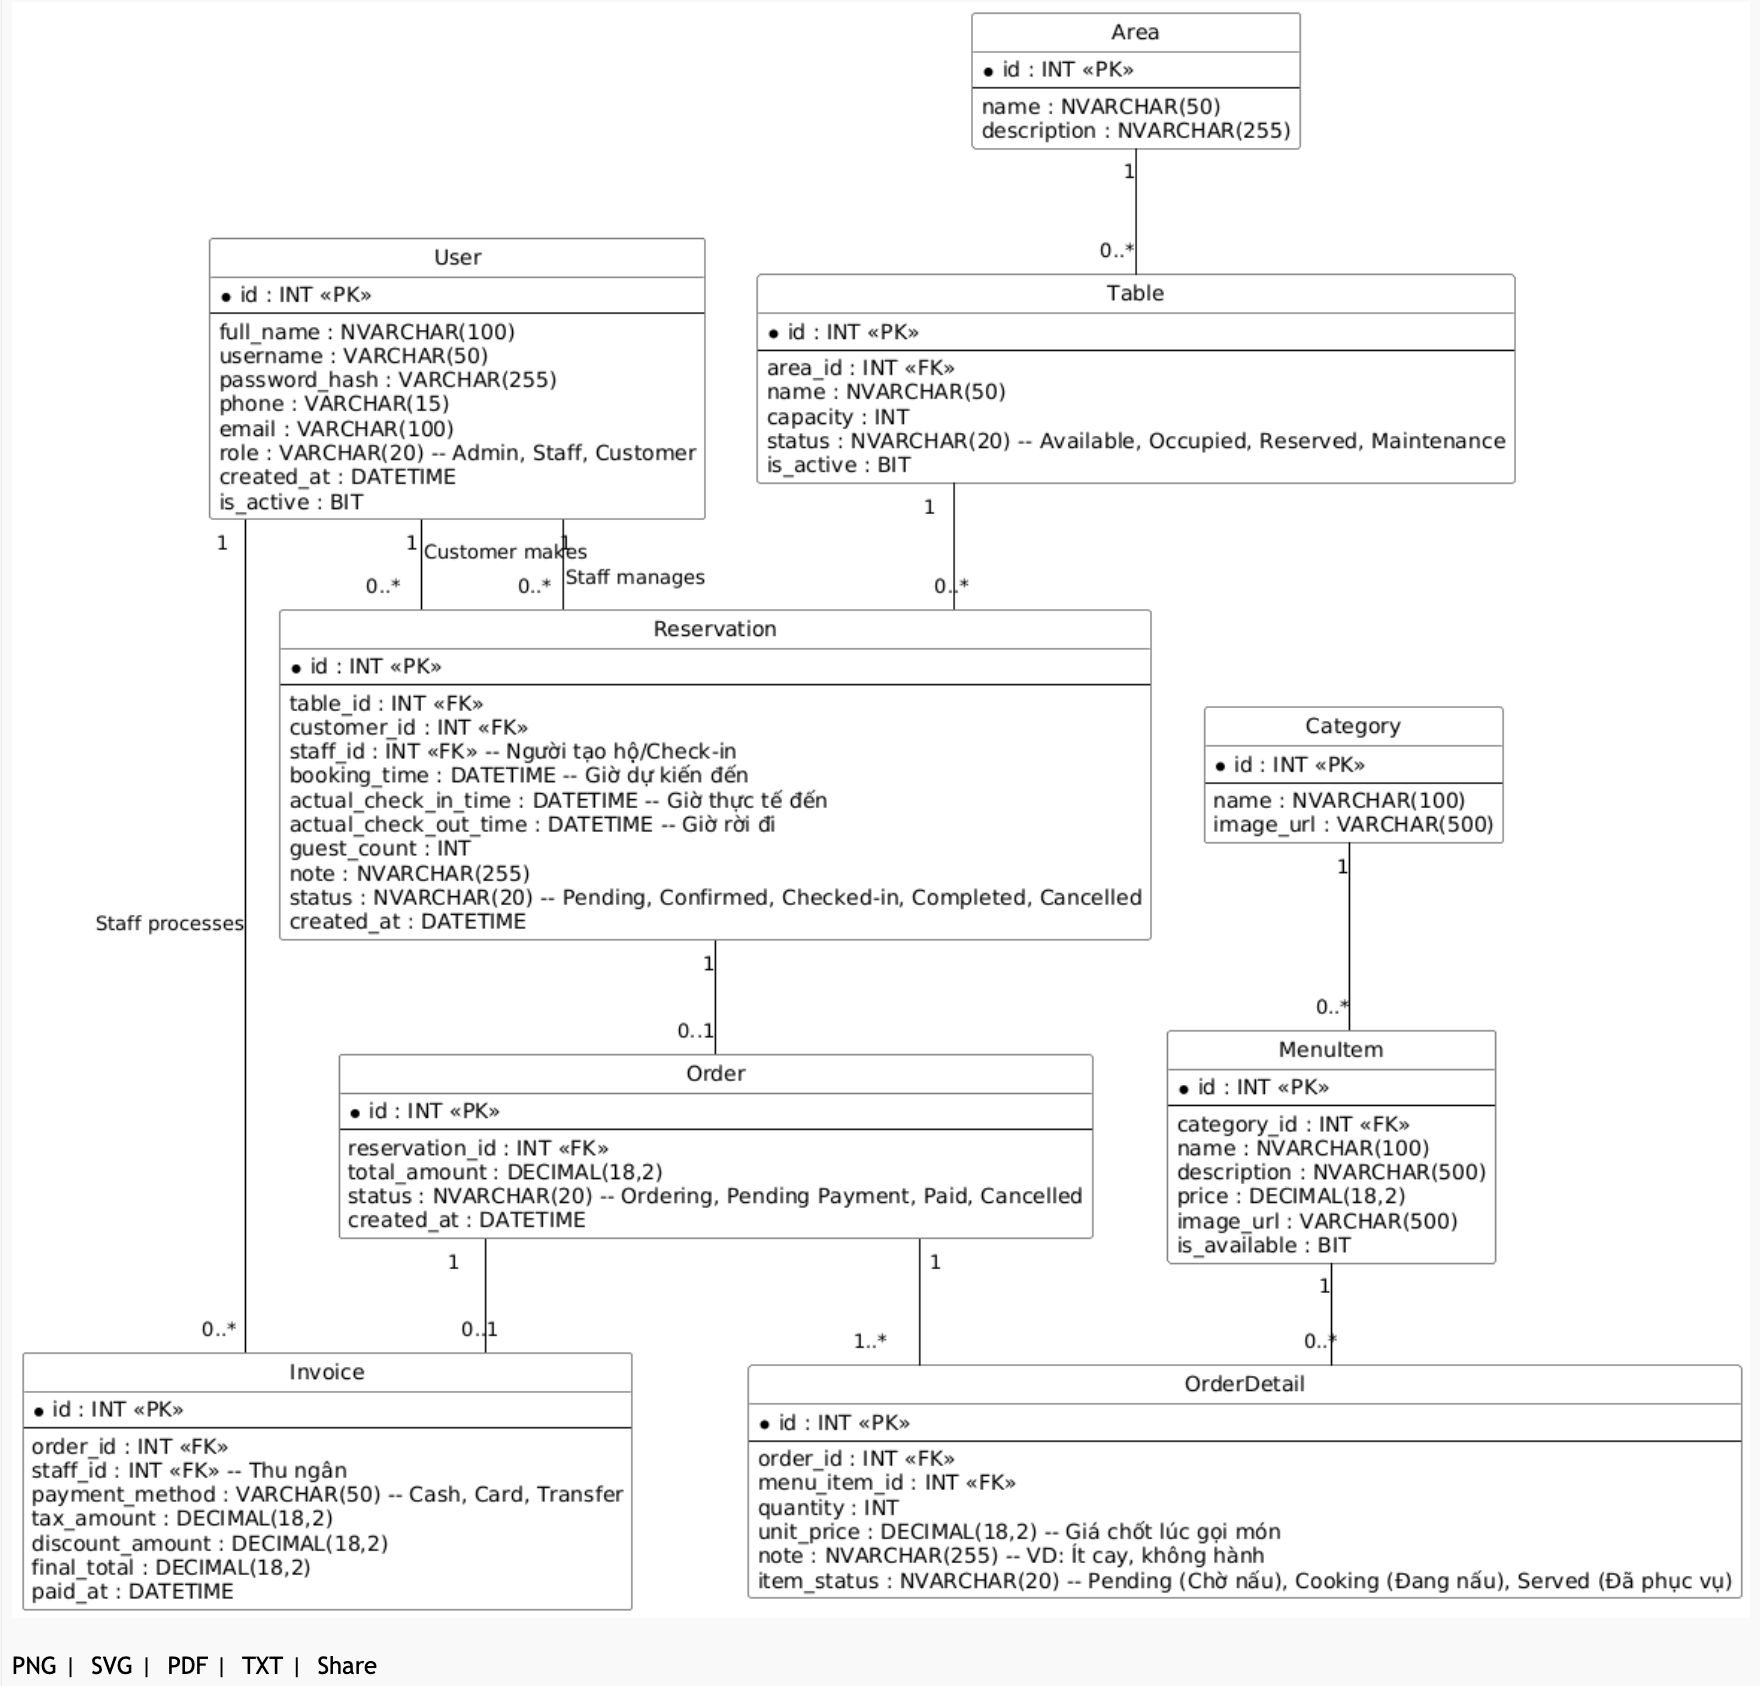 Area
id : INT «PK»
name : NVARCHAR(50)
description : NVARCHAR(255)
1
0..*
User
id : INT «PK»
full_name : NVARCHAR(100)
username : VARCHAR(50)
password_hash : VARCHAR(255)
phone : VARCHAR(15)
email : VARCHAR(100)
role : VARCHAR(20) -- Admin, Staff, Customer
created_at : DATETIME
is_active : BIT
Table
id : INT «PK»
area_id : INT «FK»
name : NVARCHAR(50)
capacity : INT
status : NVARCHAR(20) -- Available, Occupied, Reserved, Maintenance
is_active : BIT
1
1
Customer makes
0..*
1
Staff manages
0..*
1
0..*
Reservation
id : INT «PK»
table_id : INT «FK»
customer_id : INT «FK»
staff_id : INT «FK» -- Người tạo hộ/Check-in
booking_time : DATETIME -- Giờ dự kiến đến
actual_check_in_time : DATETIME -- Giờ thực tế đến
actual_check_out_time : DATETIME -- Giờ rời đi
guest_count : INT
note : NVARCHAR(255)
status : NVARCHAR(20) -- Pending, Confirmed, Checked-in, Completed, Cancelled
created_at : DATETIME
Category
id : INT «PK»
name : NVARCHAR(100)
image_url : VARCHAR(500)
1
0..*
Staff processes
1
0..1
Order
id : INT «PK»
reservation_id : INT «FK»
total_amount : DECIMAL(18,2)
status : NVARCHAR(20) -- Ordering, Pending Payment, Paid, Cancelled
created_at : DATETIME
MenuItem
id : INT «PK»
category_id : INT «FK»
name : NVARCHAR(100)
description : NVARCHAR(500)
price : DECIMAL(18,2)
image_url : VARCHAR(500)
is_available : BIT
1
1
1
0..*
0..1
1..*
0..*
Invoice
id : INT «PK»
order_id : INT «FK»
staff_id : INT «FK» -- Thu ngân
payment_method : VARCHAR(50) -- Cash, Card, Transfer
tax_amount : DECIMAL(18,2)
discount_amount : DECIMAL(18,2)
final_total : DECIMAL(18,2)
paid_at : DATETIME
OrderDetail
id : INT «PK»
order_id : INT «FK»
menu_item_id : INT «FK»
quantity : INT
unit_price : DECIMAL(18,2) -- Giá chốt lúc gọi món
note : NVARCHAR(255) -- VD: Ít cay, không hành
item_status : NVARCHAR(20) -- Pending (Chờ nấu), Cooking (Đang nấu), Served (Đã phục vụ)
PNG | SVG | PDF | TXT | Share